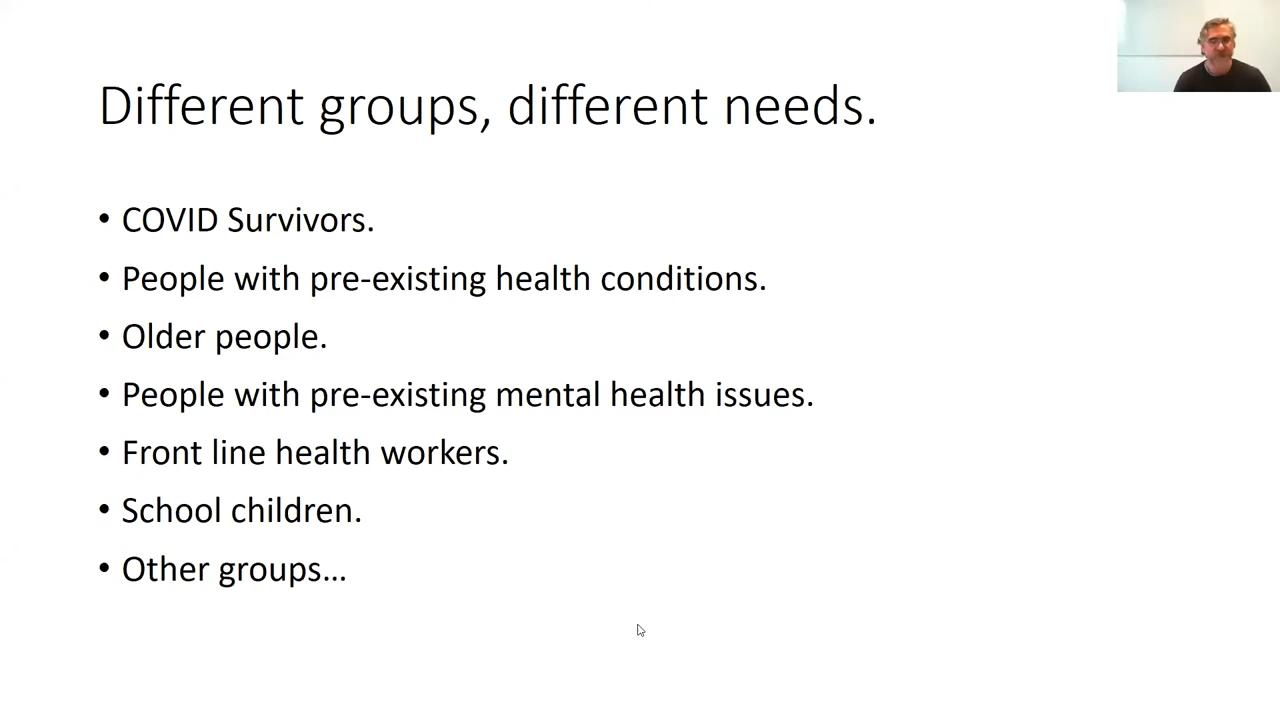 Different groups, different needs.
• COVID Survivors.
• People with pre-existing health conditions.
• Older people.
• People with pre-existing mental health issues.
• Front line health workers.
• School children.
• Other groups…